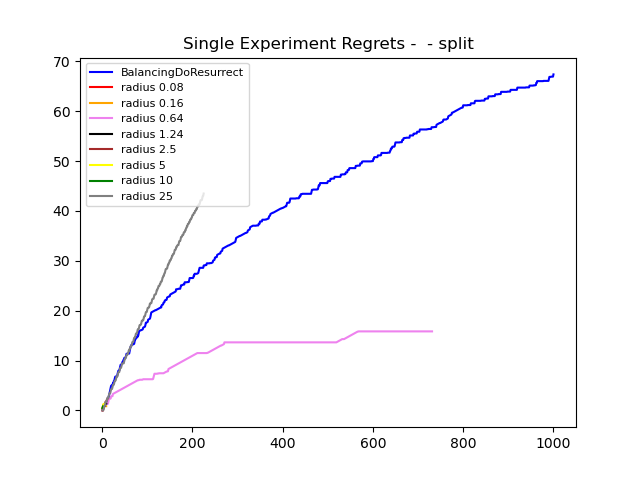 Single Experiment Regrets -  - split
70
60
50
40
30
20
10
0
BalancingDoResurrect
radius 0.08
radius 0.16
radius 0.64
radius 1.24
radius 2.5
radius 5
radius 10
radius 25
0 200 400 600 800 1000